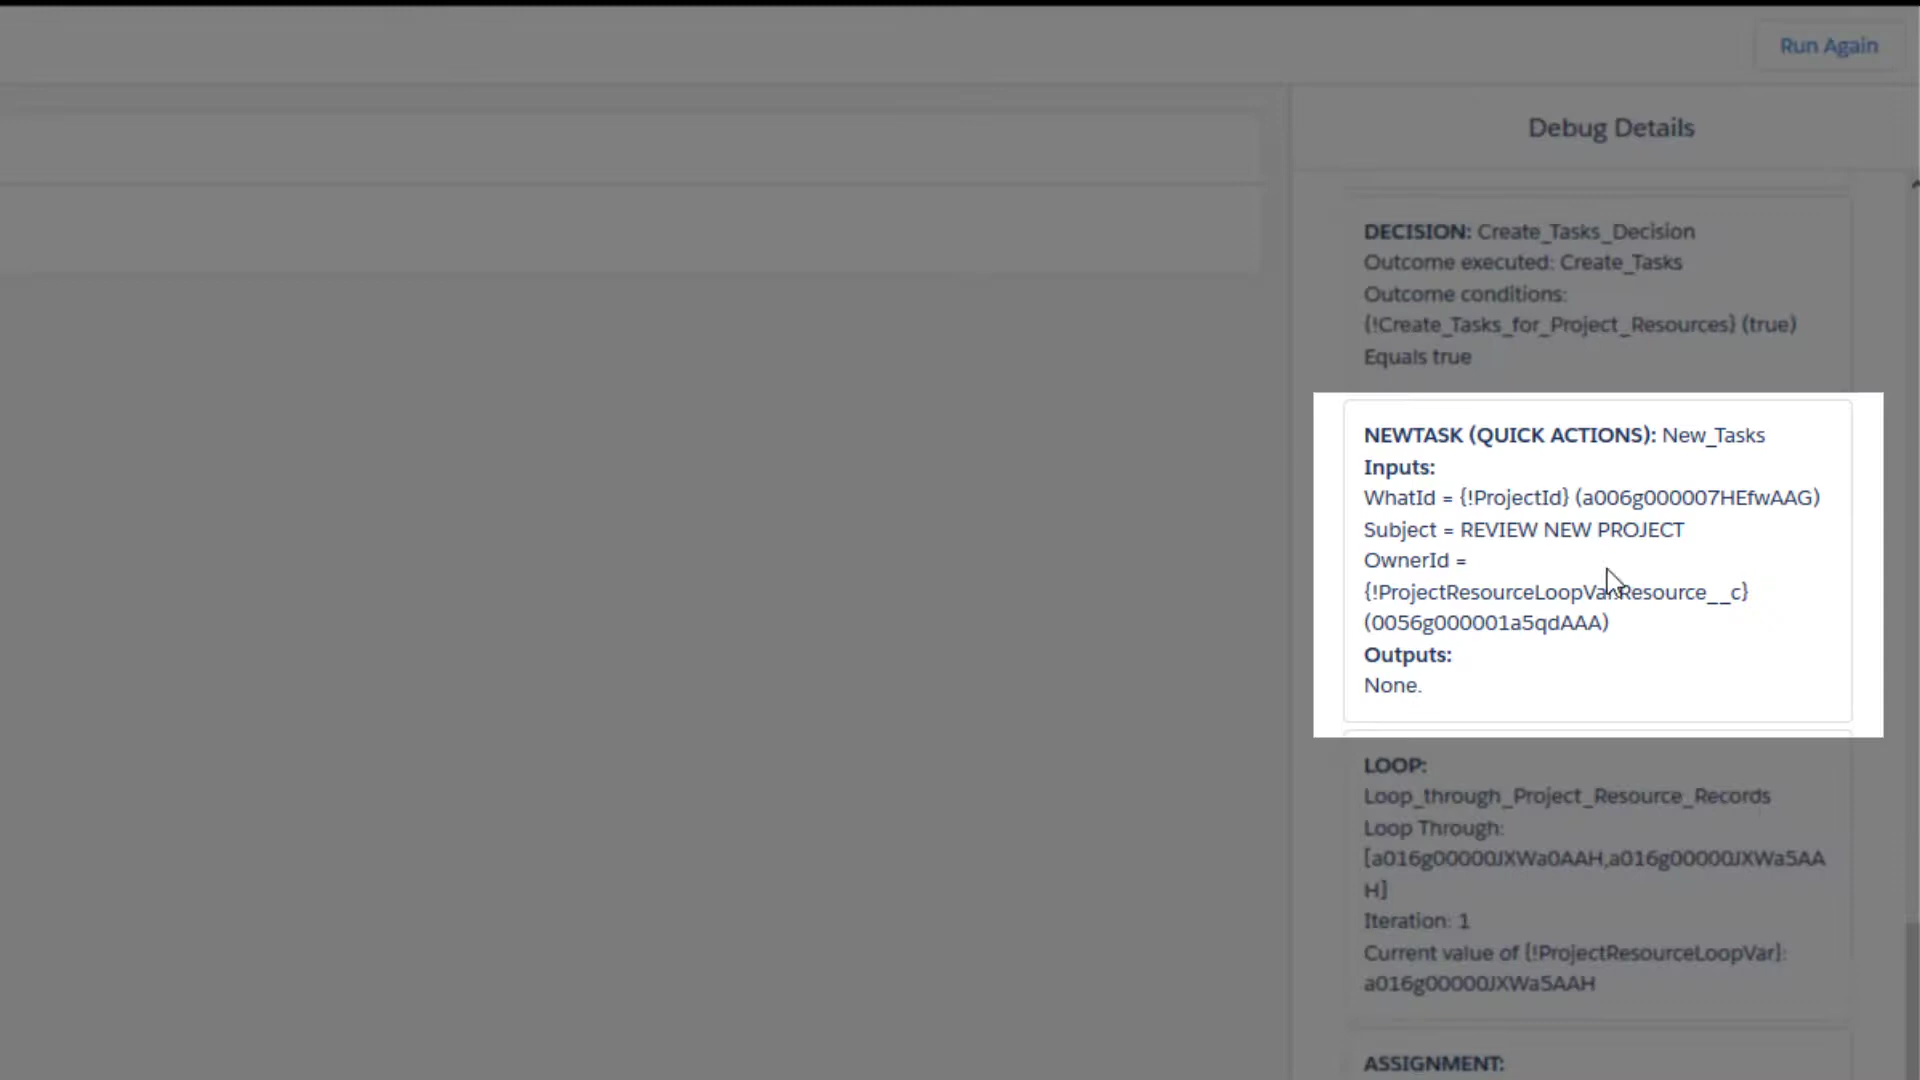 Run Again
Debug Details
DECISION: Create_Tasks_Decision
Outcome executed: Create_Tasks
Outcome conditions:
{!Create_Tasks_for_Project_Resources} (true)
Equals true
NEWTASK (QUICK ACTIONS): New_Tasks
Inputs:
WhatId = {!ProjectId} (a006g000007HEfwAAG)
Subject = REVIEW NEW PROJECT
OwnerId =
{!ProjectResourceLoopVar.Resource__c}
(0056g000001a5qdAAA)
Outputs:
None.
LOOP:
Loop_through_Project_Resource_Records
Loop Through:
[a016g00000JXWa0AAH,a016g00000JXWa5AA
H]
Iteration: 1
Current value of {!ProjectResourceLoopVar}:
a016g00000JXWa5AAH
ASSIGNMENT: